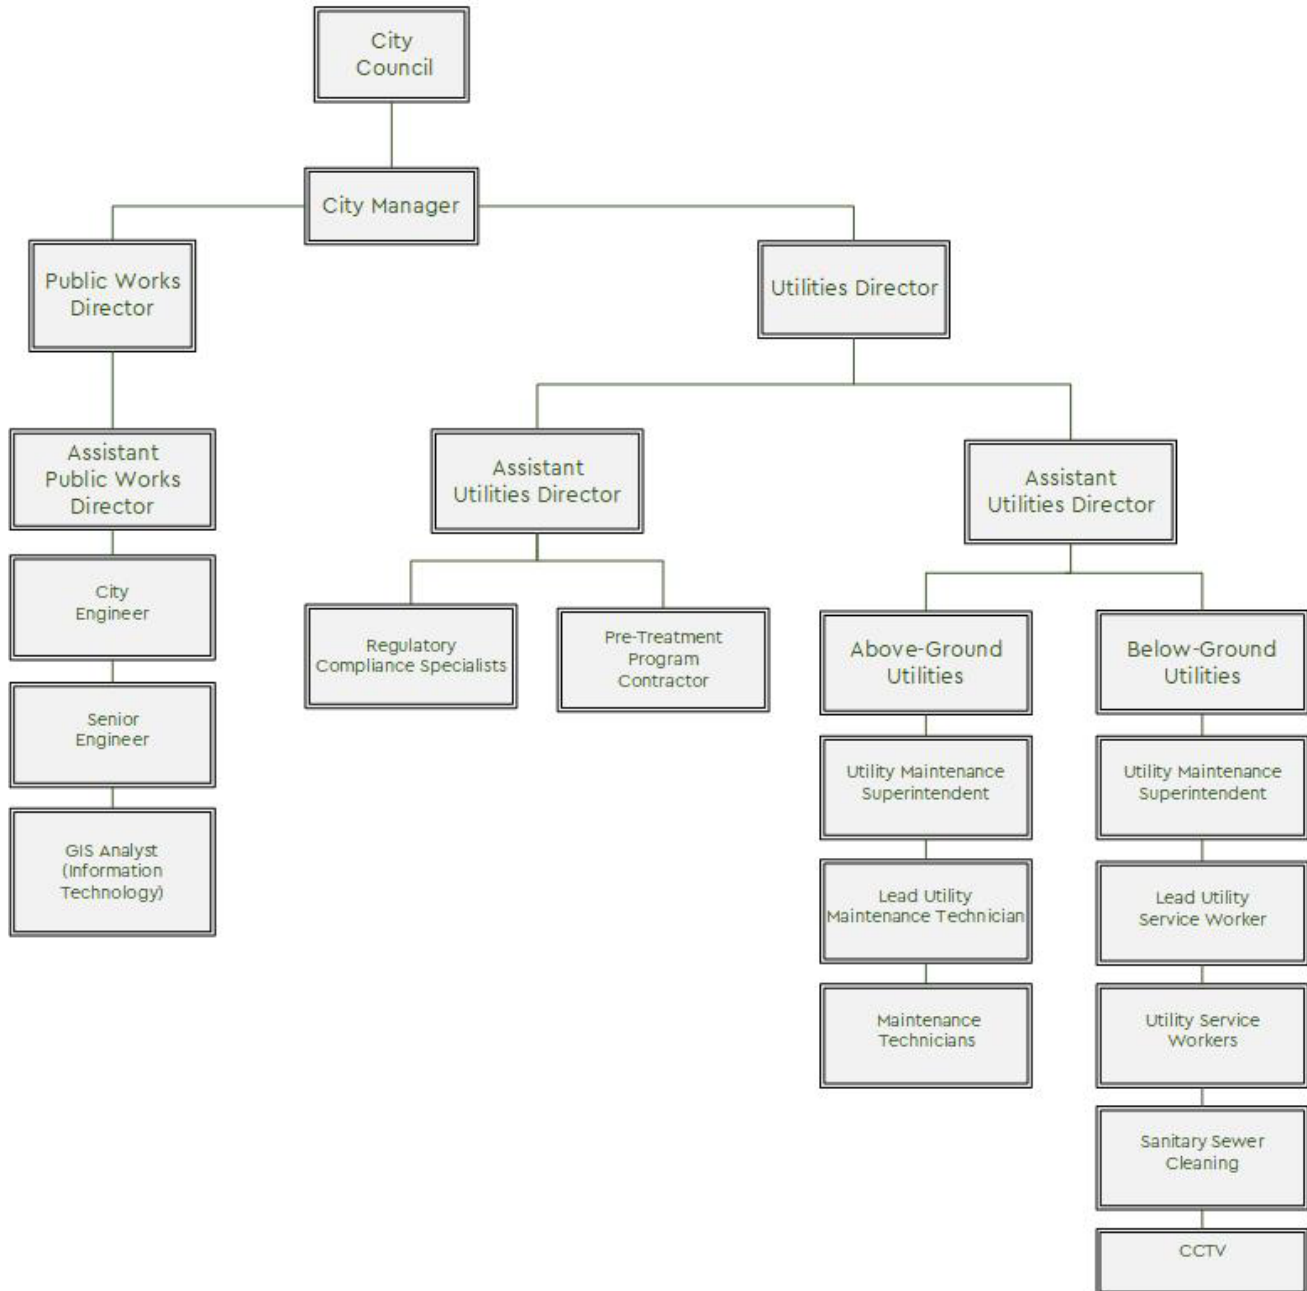 City
Council
City Manager
Public Works
Director
Utilities Director
Assistant
Public Works
Director
Assistant
Utilities Director
Assistant
Utilities Director
City
Engineer
Regulatory
Compliance Specialists
Pre-Treatment
Program
Contractor
Above-Ground
Utilities
Below-Ground
Utilities
Senior
Engineer
Utility Maintenance
Superintendent
Utility Maintenance
Superintendent
GIS Analyst
(Information
Technology)
Lead Utility
Maintenance Technician
Lead Utility
Service Worker
Maintenance
Technicians
Utility Service
Workers
Sanitary Sewer
Cleaning
CCTV